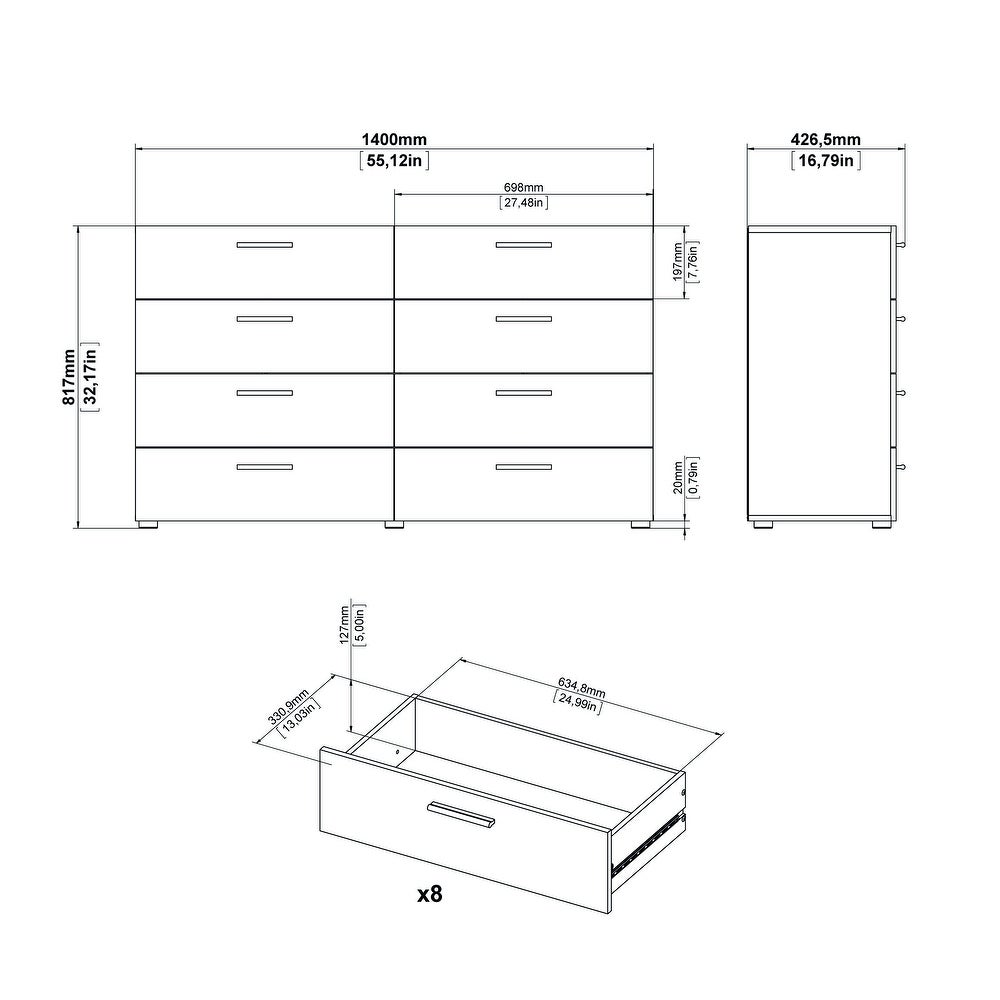 1400mm
[55,12in]
426,5mm
[16,79in]
698mm
[27,48in]
197mm
[7,76in]
817mm
[32,17in]
20mm
[0,79in]
127mm
[5,00in]
634,8mm
[24,99in]
330,9mm
[13,03in]
x8